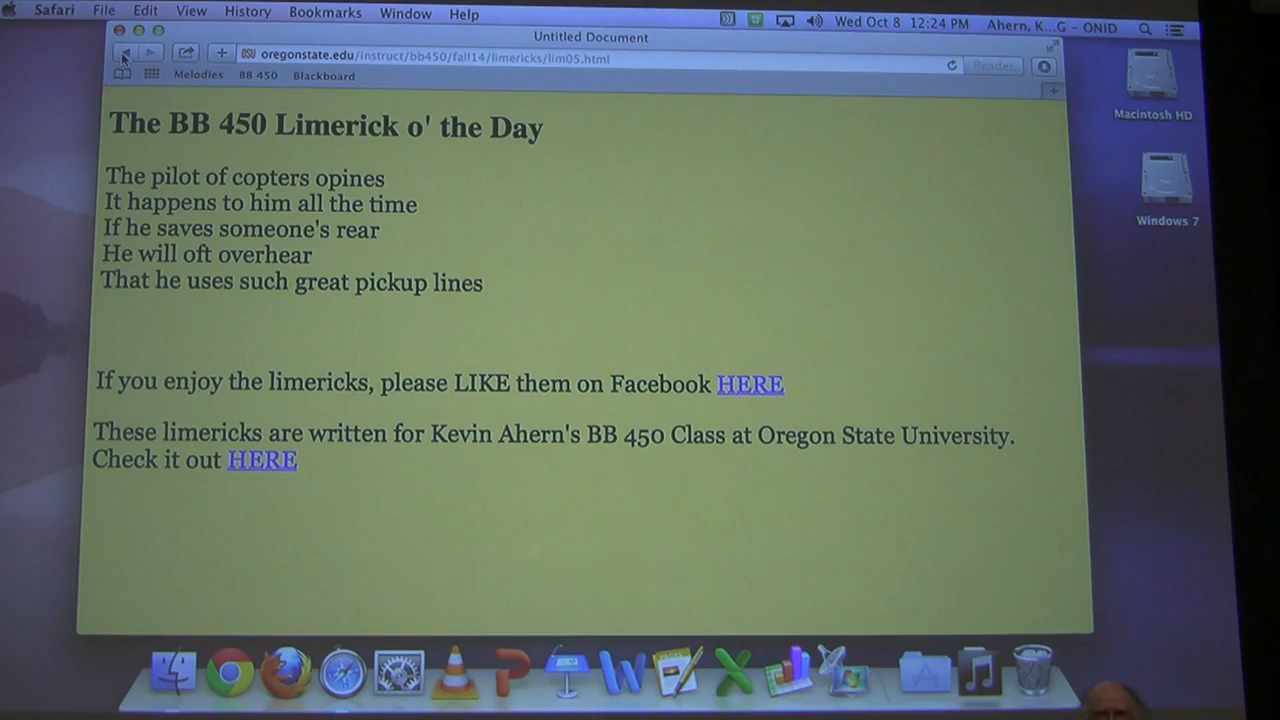 Safari File Edit View History Bookmarks Window Help Wed Oct 8 12:24 PM Ahern, K...G - ONID
Untitled Document
oregonstate.edu/instruct/bb450/fall14/limericks/lim05.html Reader
Melodies BB 450 Blackboard
The BB 450 Limerick o' the Day
The pilot of copters opines
It happens to him all the time
If he saves someone's rear
He will oft overhear
That he uses such great pickup lines
If you enjoy the limericks, please LIKE them on Facebook HERE
These limericks are written for Kevin Ahern's BB 450 Class at Oregon State University.
Check it out HERE
Macintosh HD
Windows 7